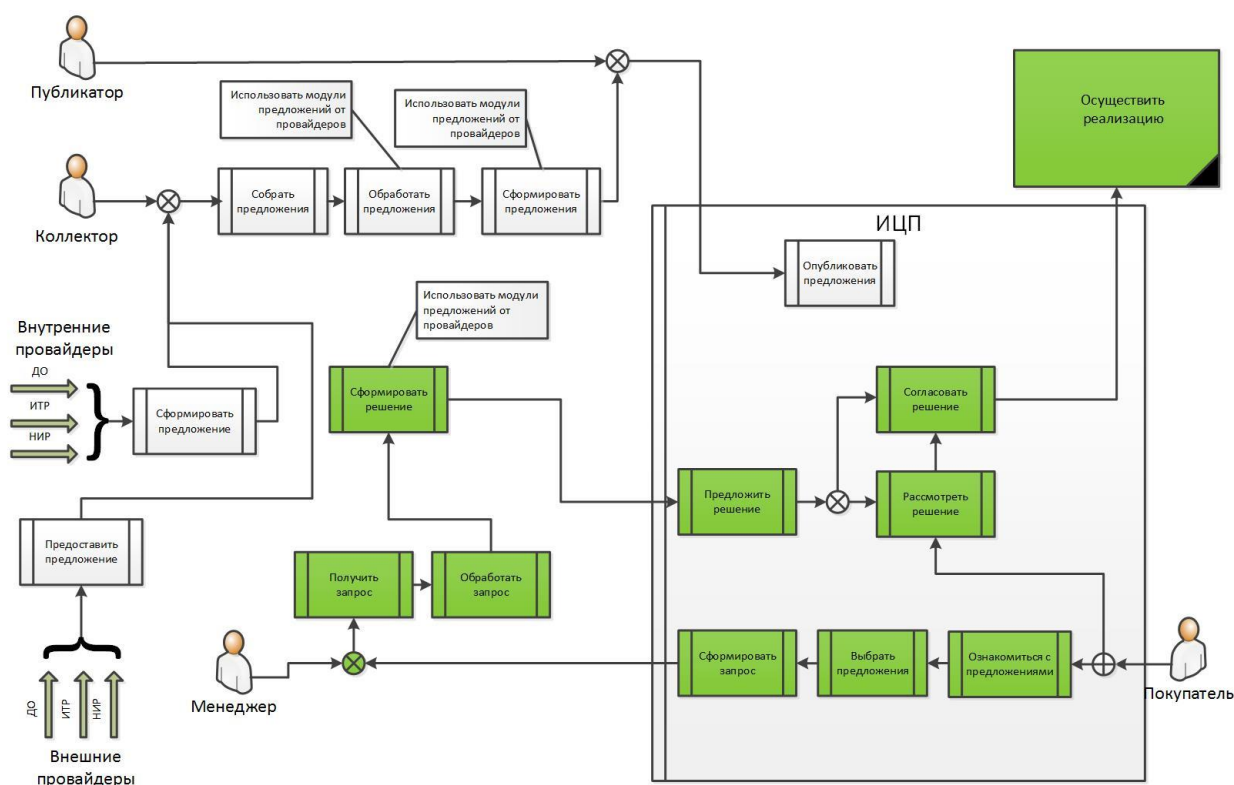 Публикатор
Использовать модули
предложений от
провайдеров
Использовать модули
предложений от
провайдеров
Осуществить
реализацию
Коллектор
Собрать
предложения
Обработать
предложения
Сформировать
предложения
ИЦП
Опубликовать
предложения
Использовать модули
предложений от
провайдеров
Внутренние
провайдеры
ДО
ИТР
НИР
Сформировать
предложение
Сформировать
решение
Согласовать
решение
Предложить
решение
Рассмотреть
решение
Предоставить
предложение
Получить
запрос
Обработать
запрос
Сформировать
запрос
Выбрать
предложения
Ознакомиться с
предложениями
Менеджер
Покупатель
ДО
ИТР
НИР
Внешние
провайдеры